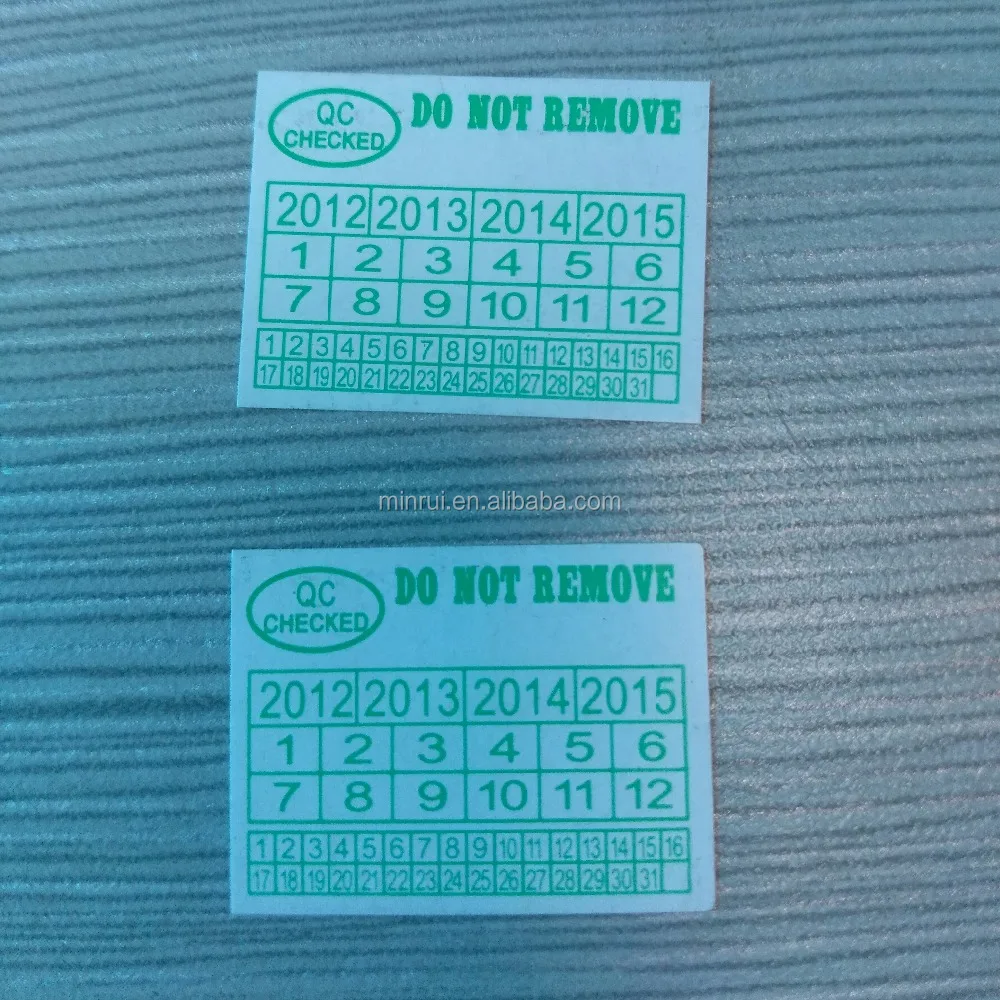 QC
CHECKED
DO NOT REMOVE
2012 2013 2014 2015
1 2 3 4 5 6
7 8 9 10 11 12
1 2 3 4 5 6 7 8 9 10 11 12 13 14 15 16
17 18 19 20 21 22 23 24 25 26 27 28 29 30 31
minrui.en.alibaba.com
QC
CHECKED
DO NOT REMOVE
2012 2013 2014 2015
1 2 3 4 5 6
7 8 9 10 11 12
1 2 3 4 5 6 7 8 9 10 11 12 13 14 15 16
17 18 19 20 21 22 23 24 25 26 27 28 29 30 31